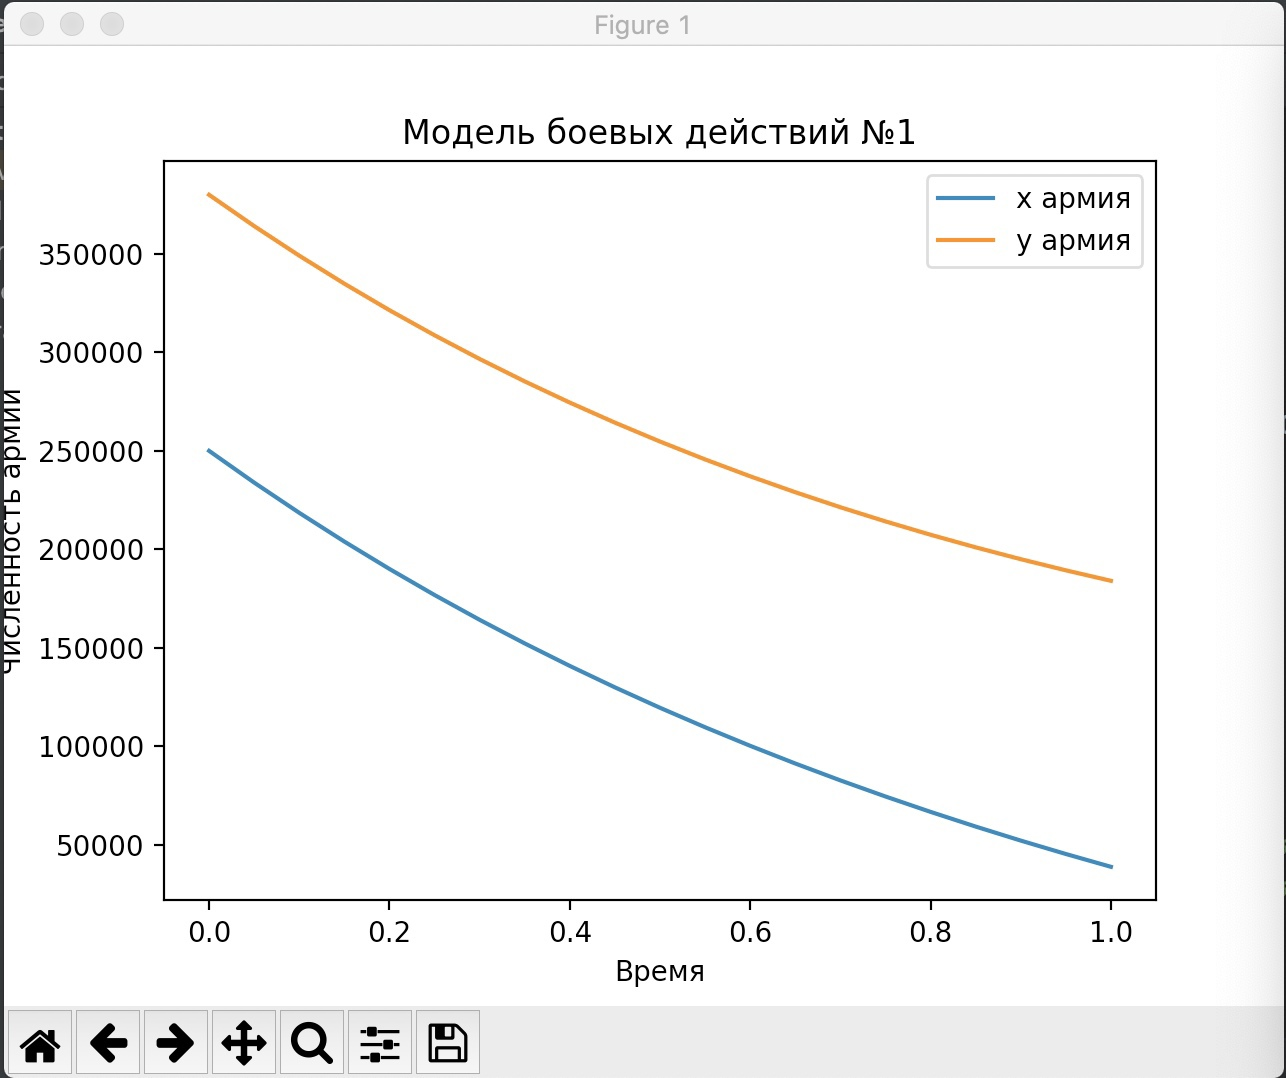 Figure 1
Модель боевых действий №1
х армия
у армия
350000
300000
250000
200000
150000
100000
50000
Численность армии
0.0 0.2 0.4 0.6 0.8 1.0
Время